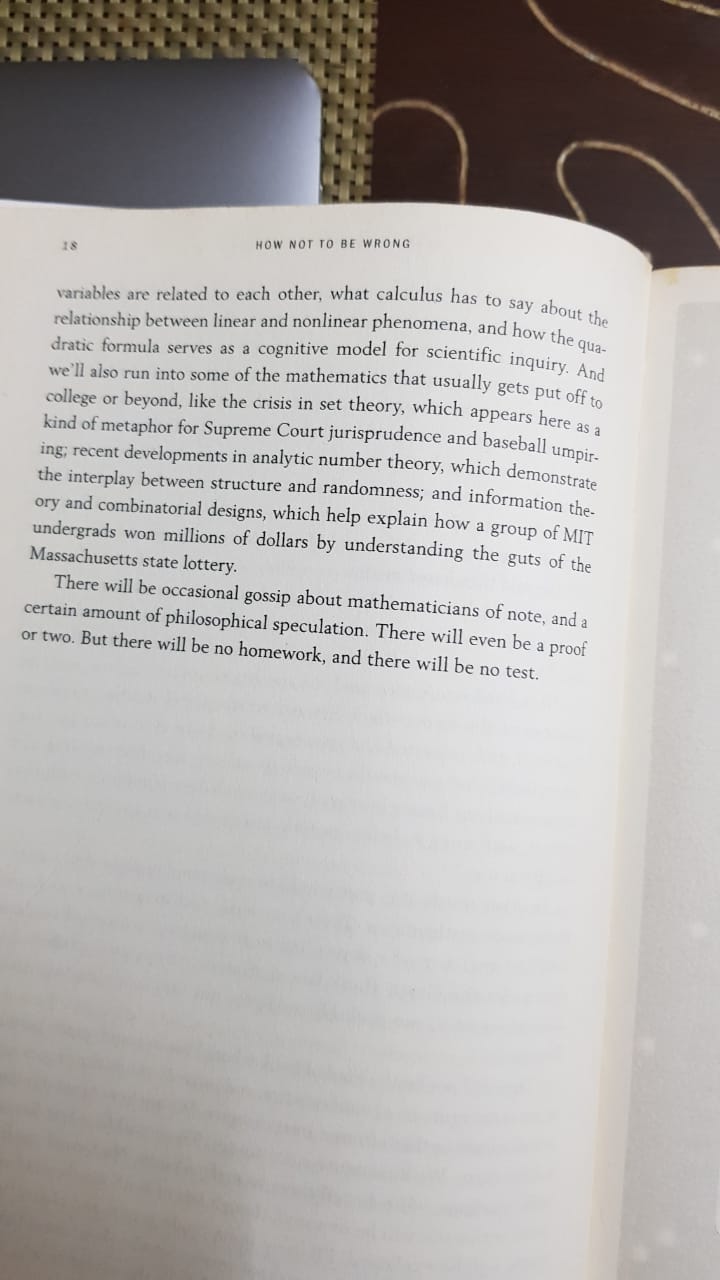 18
HOW NOT TO BE WRONG
variables are related to each other, what calculus has to say about the
relationship between linear and nonlinear phenomena, and how the qua-
dratic formula serves as a cognitive model for scientific inquiry. And
we'll also run into some of the mathematics that usually gets put off to
college or beyond, like the crisis in set theory, which appears here as a
kind of metaphor for Supreme Court jurisprudence and baseball umpir-
ing; recent developments in analytic number theory, which demonstrate
the interplay between structure and randomness; and information the-
ory and combinatorial designs, which help explain how a group of MIT
undergrads won millions of dollars by understanding the guts of the
Massachusetts state lottery.
There will be occasional gossip about mathematicians of note, and a
certain amount of philosophical speculation. There will even be a proof
or two. But there will be no homework, and there will be no test.